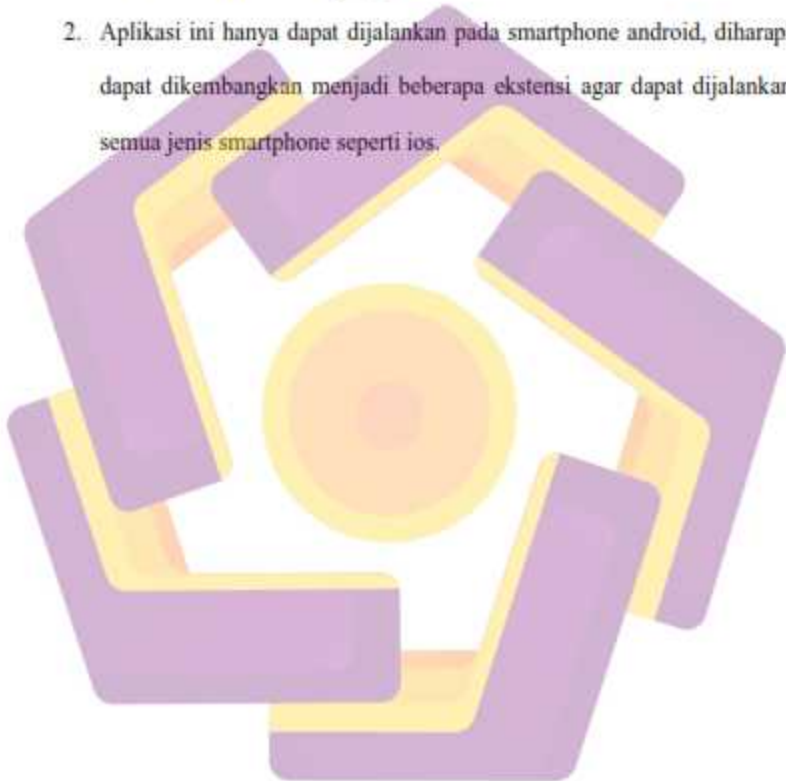 2. Aplikasi ini hanya dapat dijalankan pada smartphone android, diharap
dapat dikembangkan menjadi beberapa ekstensi agar dapat dijalankan
semua jenis smartphone seperti ios.